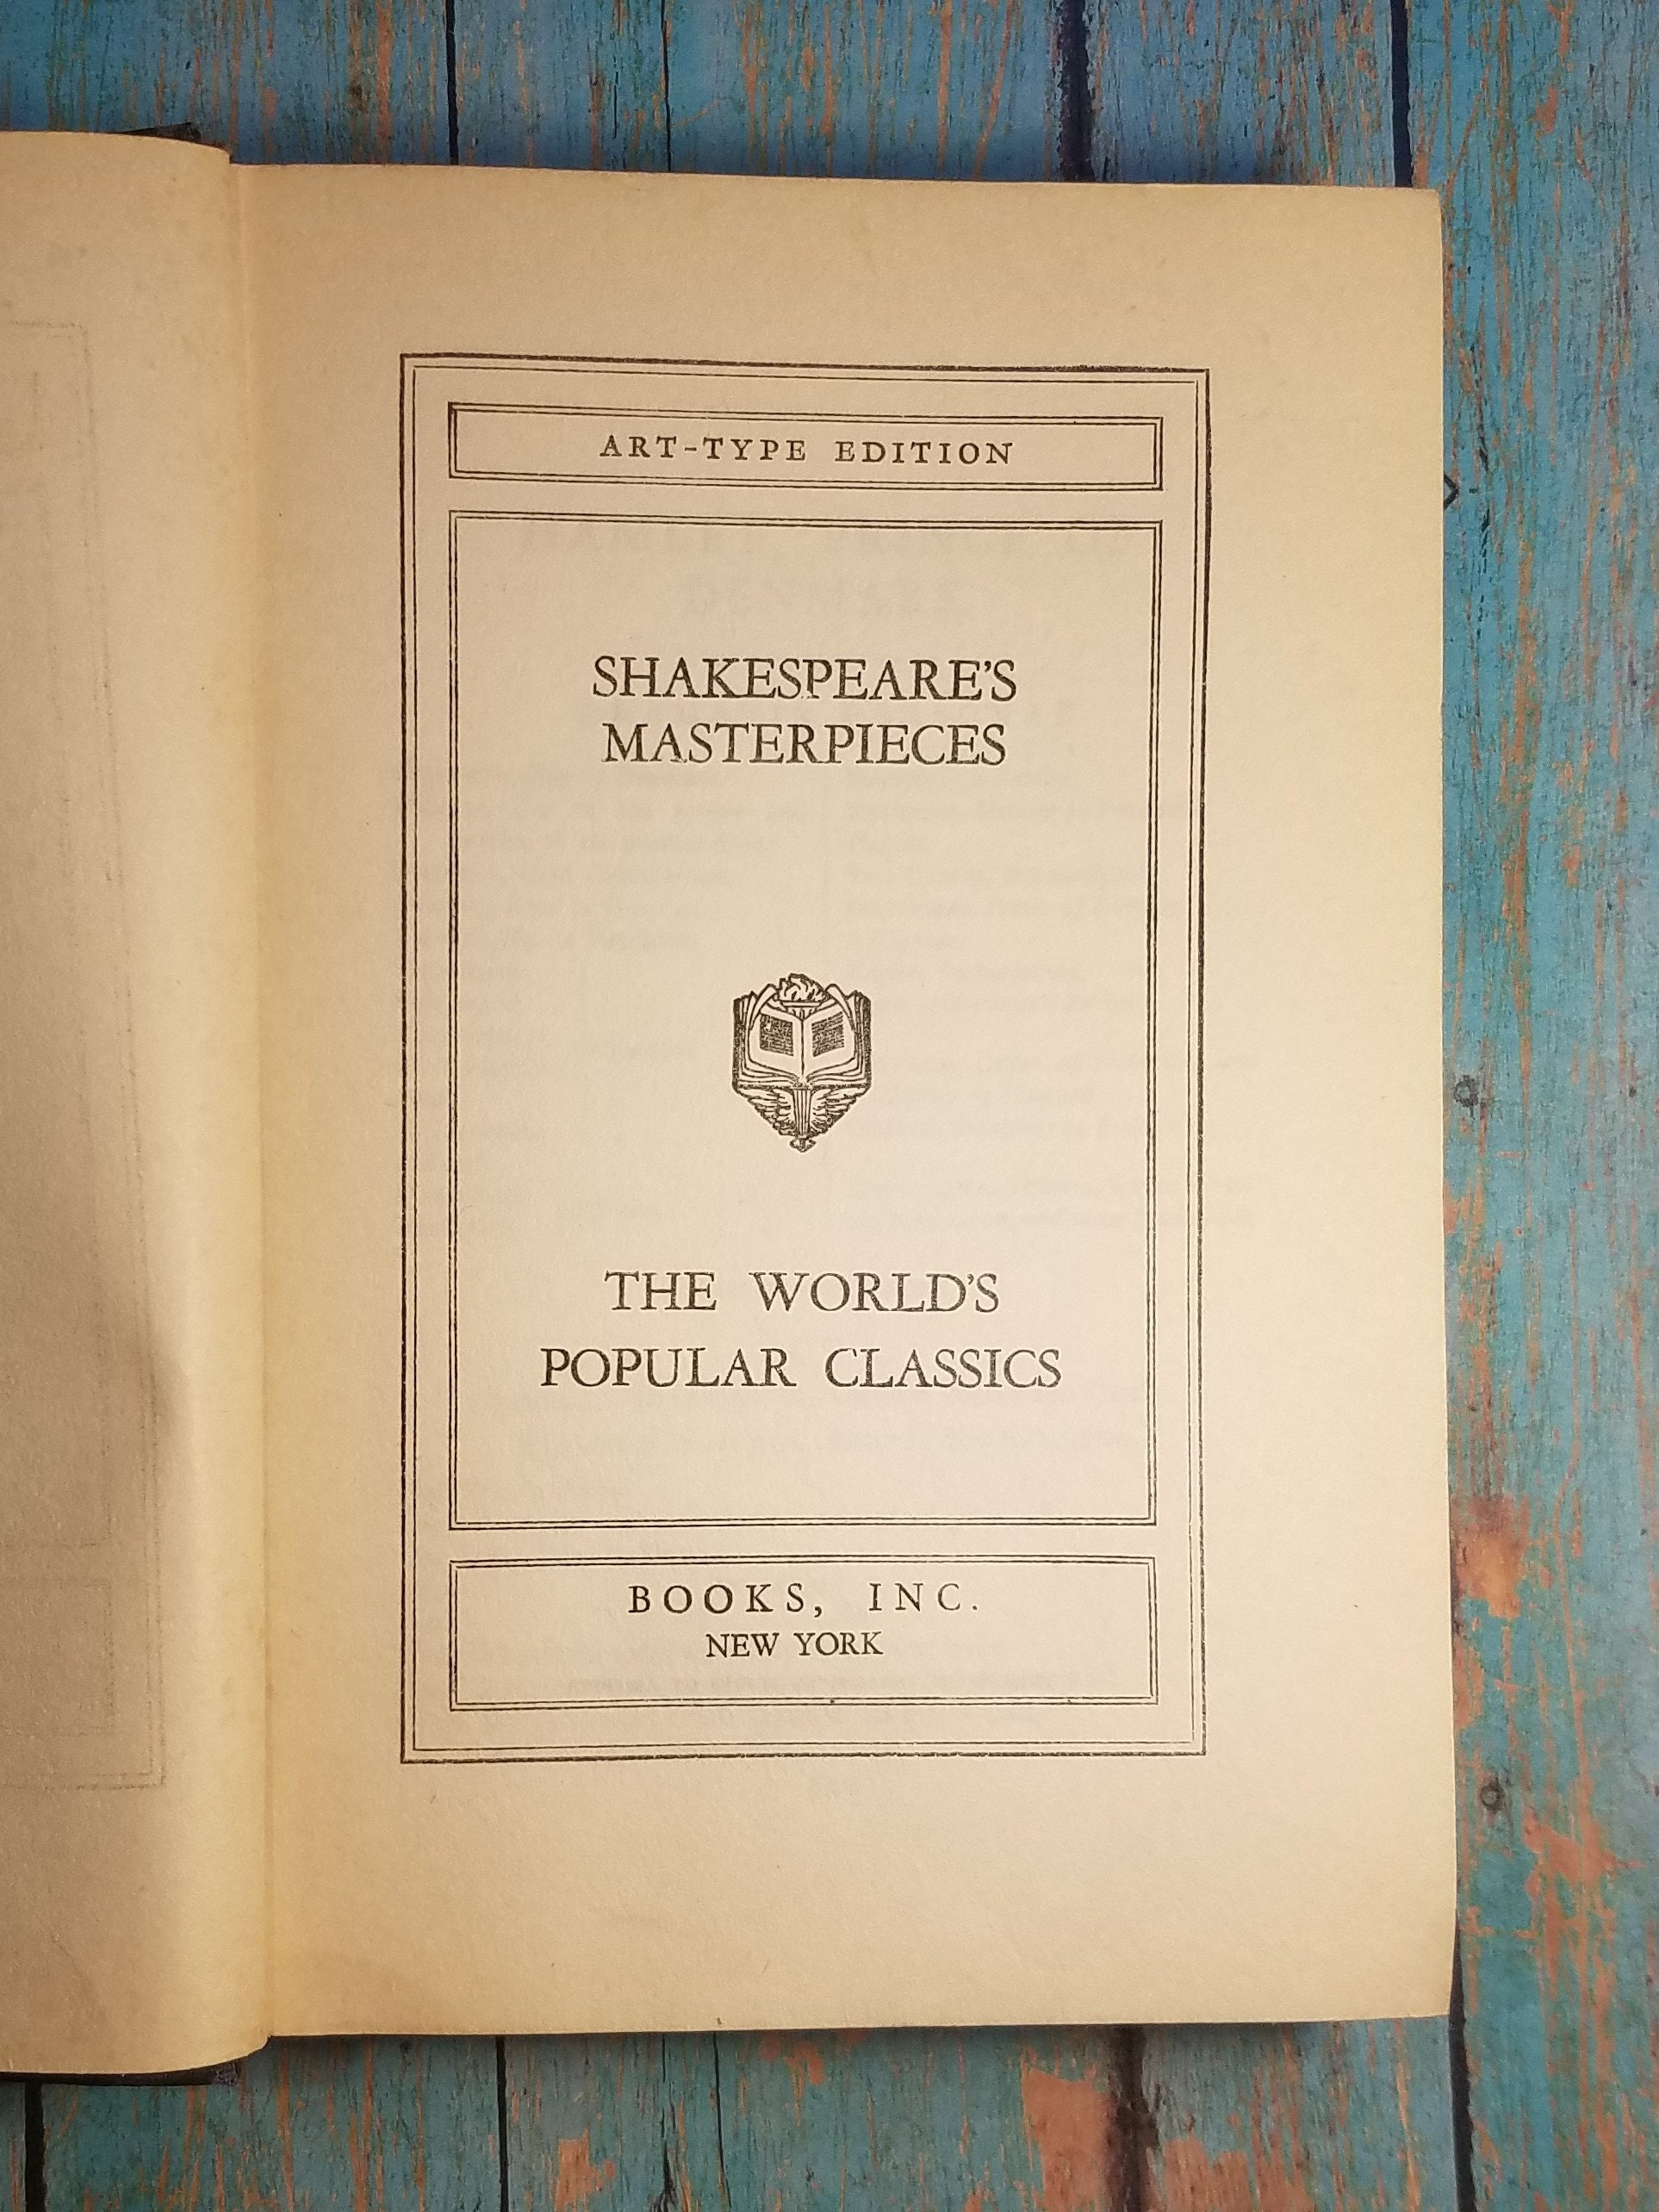 ART-TYPE EDITION
SHAKESPEARE'S
MASTERPIECES
THE WORLD'S
POPULAR CLASSICS
BOOKS, INC.
NEW YORK